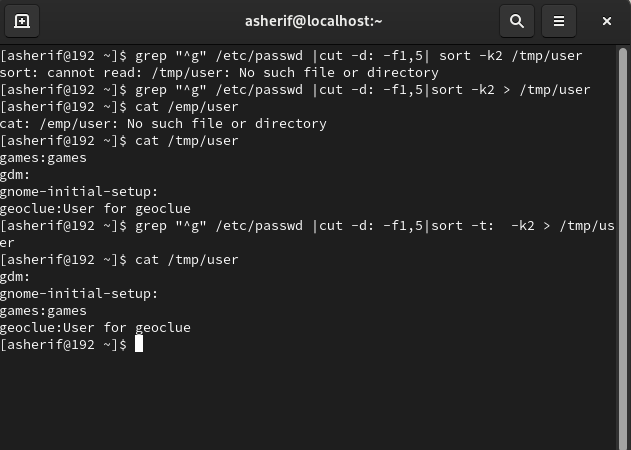 asherif@localhost:~
[asherif@192 ~]$ grep "^g" /etc/passwd |cut -d: -f1,5| sort -k2 /tmp/user
sort: cannot read: /tmp/user: No such file or directory
[asherif@192 ~]$ grep "^g" /etc/passwd |cut -d: -f1,5|sort -k2 > /tmp/user
[asherif@192 ~]$ cat /emp/user
cat: /emp/user: No such file or directory
[asherif@192 ~]$ cat /tmp/user
games:games
gdm:
gnome-initial-setup:
geoclue:User for geoclue
[asherif@192 ~]$ grep "^g" /etc/passwd |cut -d: -f1,5|sort -t:  -k2 > /tmp/us
er
[asherif@192 ~]$ cat /tmp/user
gdm:
gnome-initial-setup:
games:games
geoclue:User for geoclue
[asherif@192 ~]$